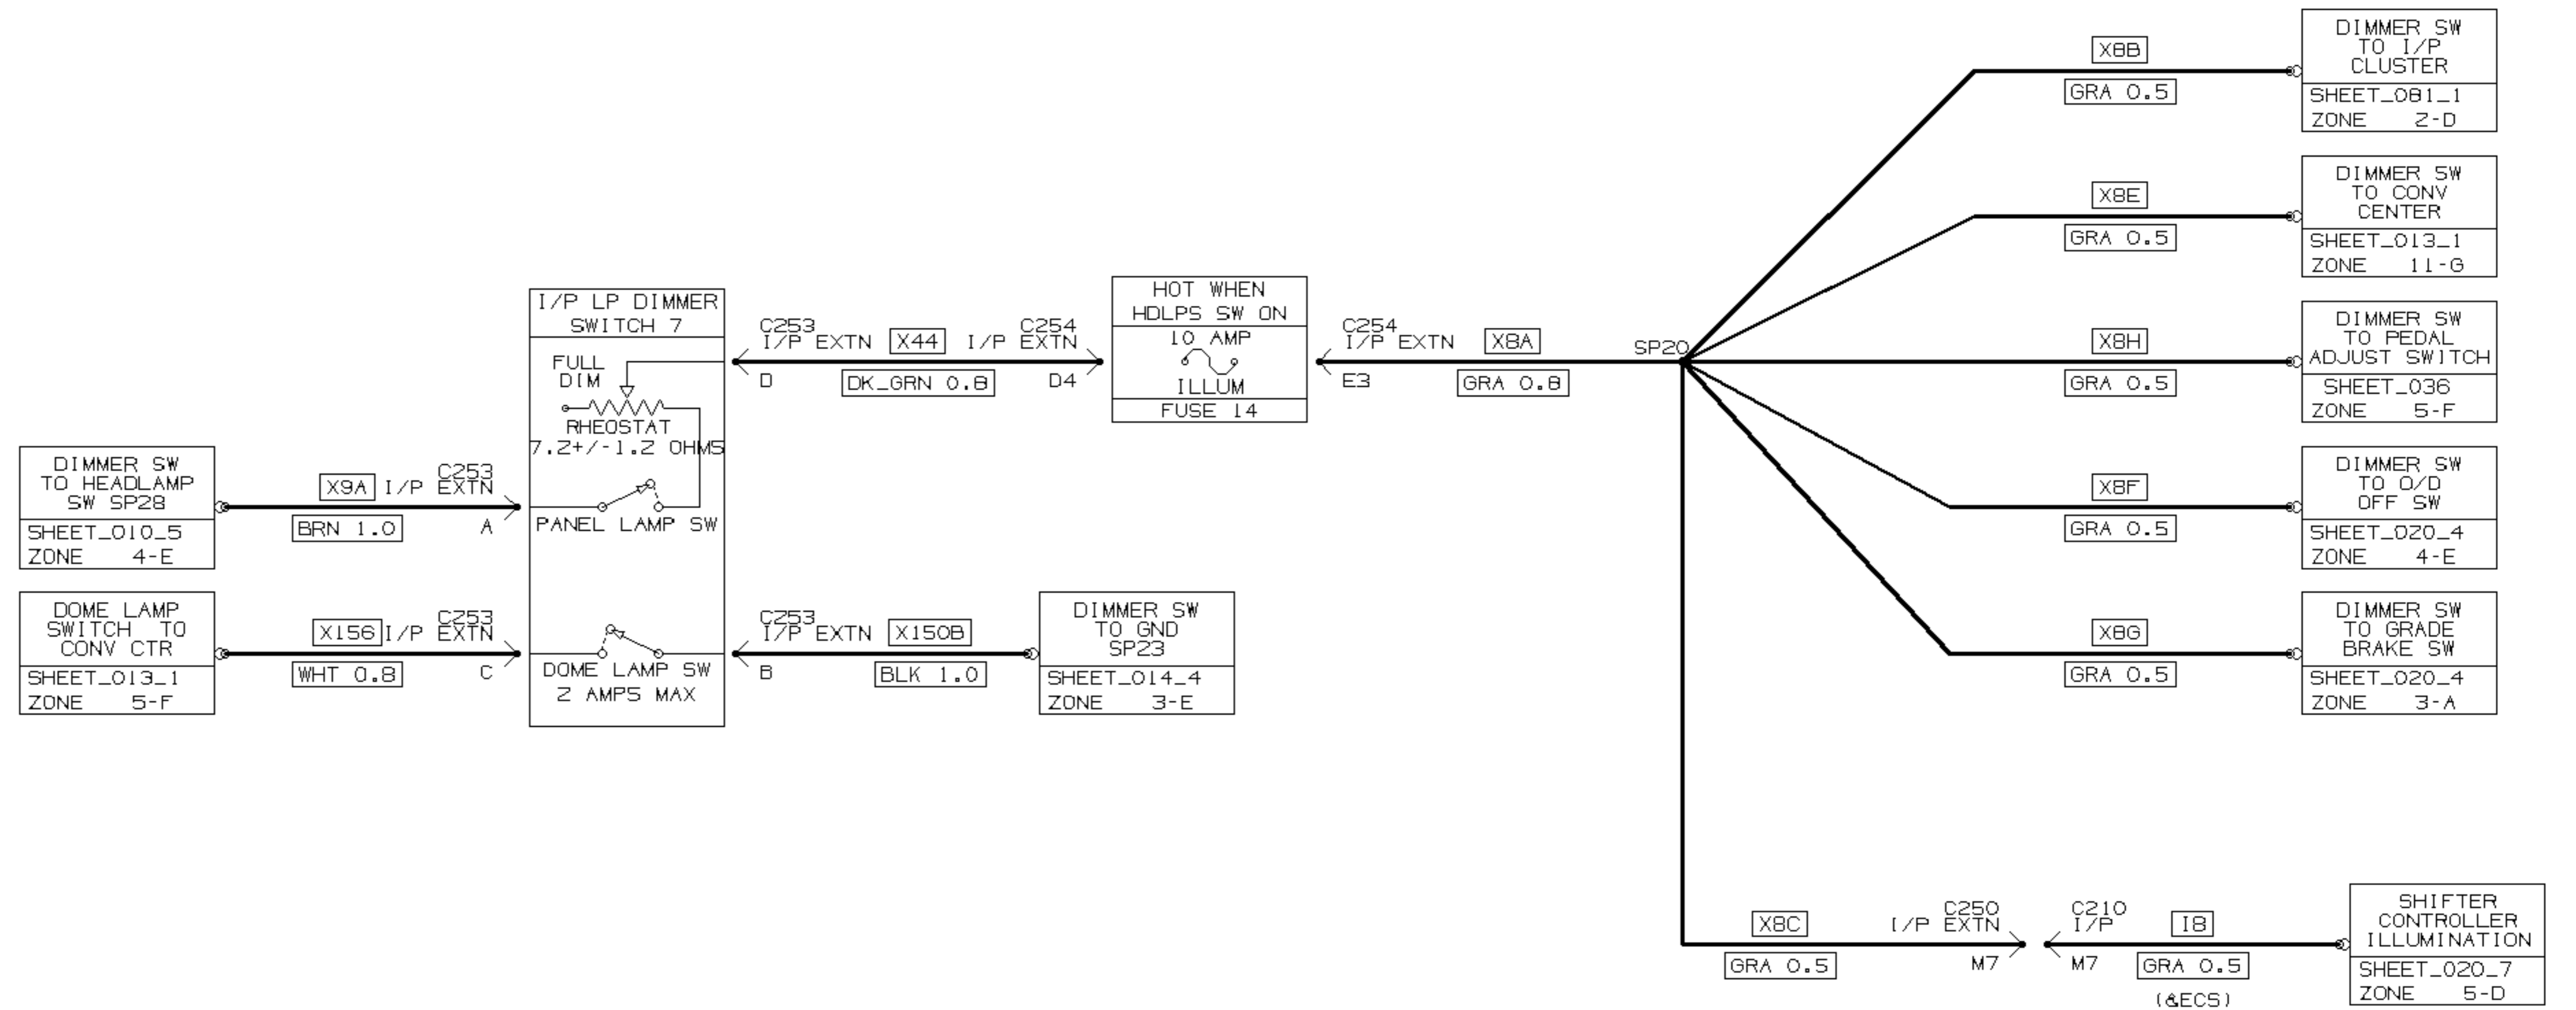 DIMMER SW
TO HEADLAMP
SW SP28
SHEET_010_5
ZONE 4-E
X9A
BRN 1.0
C253
I/P EXTN
A
DOME LAMP
SWITCH TO
CONV CTR
SHEET_013_1
ZONE 5-F
X156
WHT 0.8
C253
I/P EXTN
C
I/P LP DIMMER
SWITCH 7
FULL
DIM
RHEOSTAT
7.2+/-1.2 OHMS
PANEL LAMP SW
DOME LAMP SW
2 AMPS MAX
C253
I/P EXTN
D
X44
DK_GRN 0.8
C254
I/P EXTN
D4
C253
I/P EXTN
B
X150B
BLK 1.0
DIMMER SW
TO GND
SP23
SHEET_014_4
ZONE 3-E
HOT WHEN
HDLPS SW ON
10 AMP
ILLUM
FUSE 14
C254
I/P EXTN
E3
X8A
GRA 0.8
SP20
X8B
GRA 0.5
DIMMER SW
TO I/P
CLUSTER
SHEET_081_1
ZONE 2-D
X8E
GRA 0.5
DIMMER SW
TO CONV
CENTER
SHEET_013_1
ZONE 11-G
X8H
GRA 0.5
DIMMER SW
TO PEDAL
ADJUST SWITCH
SHEET_036
ZONE 5-F
X8F
GRA 0.5
DIMMER SW
TO O/D
OFF SW
SHEET_020_4
ZONE 4-E
X8G
GRA 0.5
DIMMER SW
TO GRADE
BRAKE SW
SHEET_020_4
ZONE 3-A
X8C
GRA 0.5
C250
I/P EXTN
M7
C210
I/P
M7
I8
GRA 0.5
(&ECS)
SHIFTER
CONTROLLER
ILLUMINATION
SHEET_020_7
ZONE 5-D